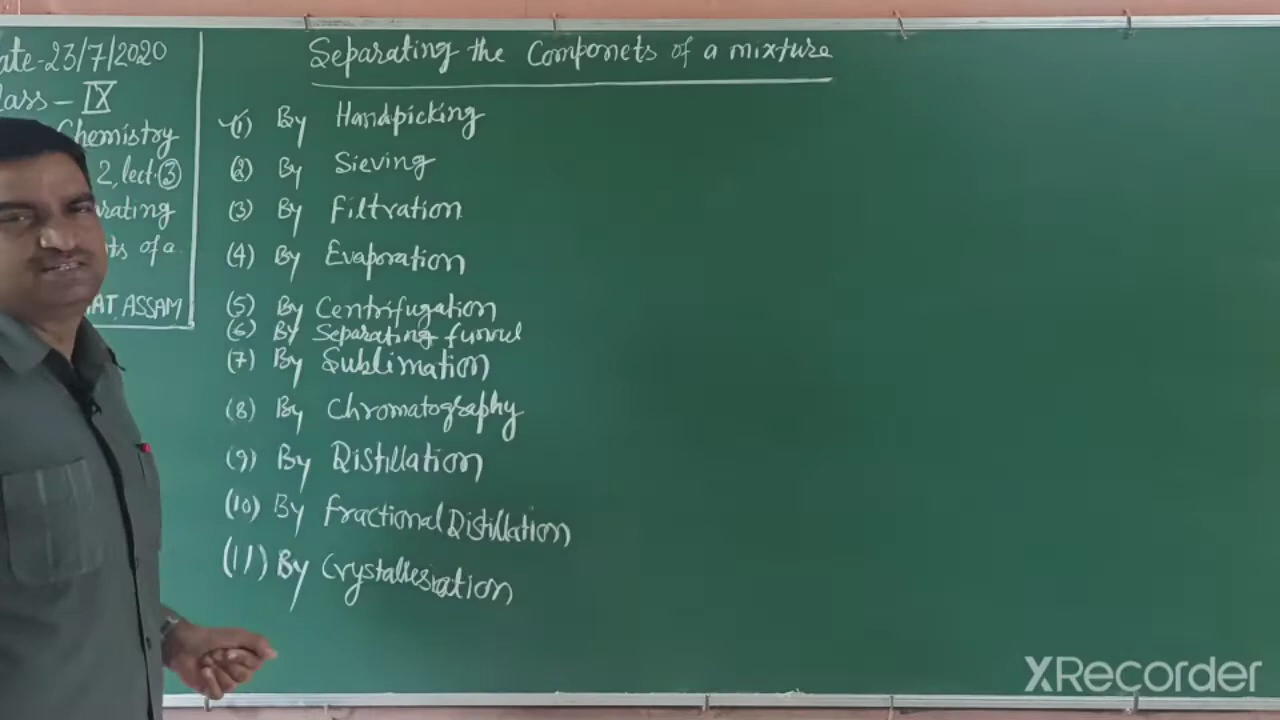 ate-23/7/2020
lass - IX
Chemistry
2, lect. ③
arating
ts of a
AT, ASSAM
Separating the Componets of a mixture
(1) By Handpicking
(2) By Sieving
(3) By Filtration
(4) By Evaporation
(5) By Centrifugation
(6) By Separating funnel
(7) By Sublimation
(8) By Chromatography
(9) By Distillation
(10) By Fractional Distillation
(11) By Crystallesination
XRecorder